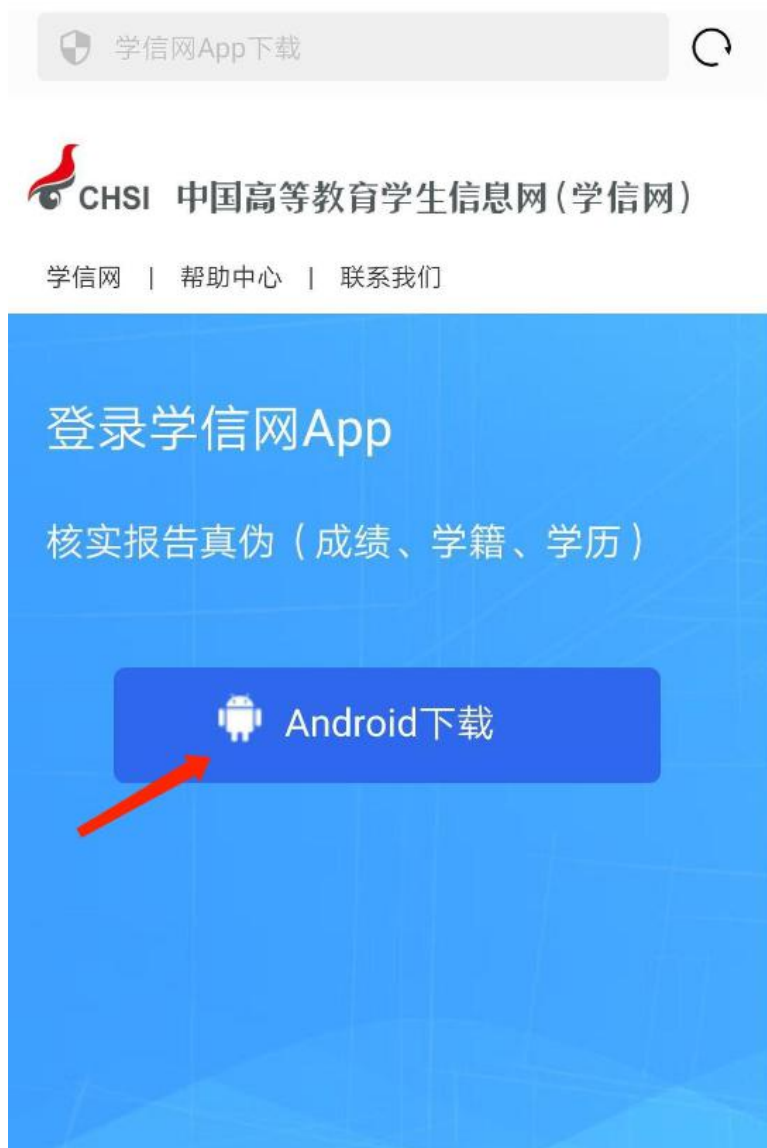 学信网App下载
CHSI 中国高等教育学生信息网(学信网)
学信网 | 帮助中心 | 联系我们
登录学信网App
核实报告真伪(成绩、学籍、学历)
Android下载